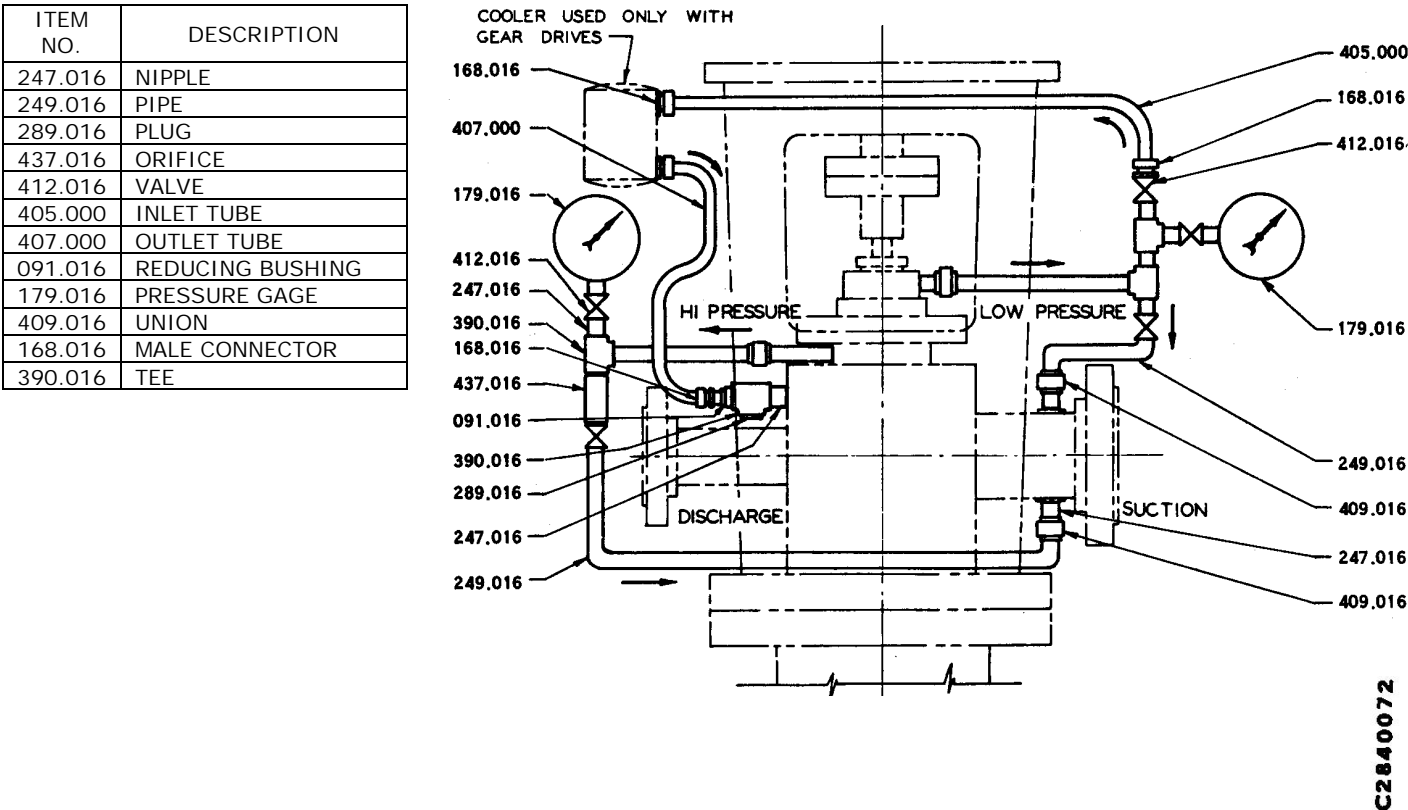 ITEM
NO.
DESCRIPTION
247.016 NIPPLE
249.016 PIPE
289.016 PLUG
437.016 ORIFICE
412.016 VALVE
405.000 INLET TUBE
407.000 OUTLET TUBE
091.016 REDUCING BUSHING
179.016 PRESSURE GAGE
409.016 UNION
168.016 MALE CONNECTOR
390.016 TEE
COOLER USED ONLY WITH
GEAR DRIVES
168.016
407.000
179.016
412.016
247.016
390.016
168.016
437.016
091.016
390.016
289.016
247.016
249.016
HI PRESSURE
LOW PRESSURE
DISCHARGE
SUCTION
405.000
168.016
412.016
179.016
249.016
409.016
247.016
409.016
C2840072